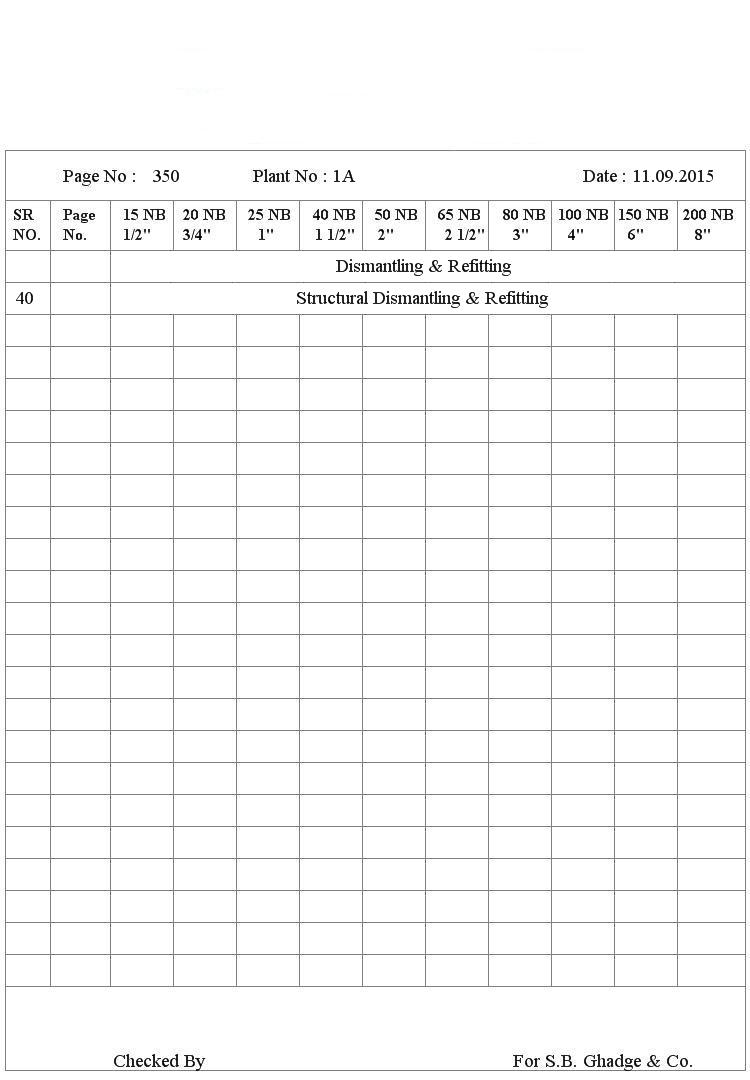 Page No : 350 Plant No : 1A Date : 11.09.2015
SR Page 15 NB 20 NB 25 NB 40 NB 50 NB 65 NB 80 NB 100 NB 150 NB 200 NB
NO. No. 1/2" 3/4" 1" 1 1/2" 2" 2 1/2" 3" 4" 6" 8"
Dismantling & Refitting
40 Structural Dismantling & Refitting
Checked By For S.B. Ghadge & Co.